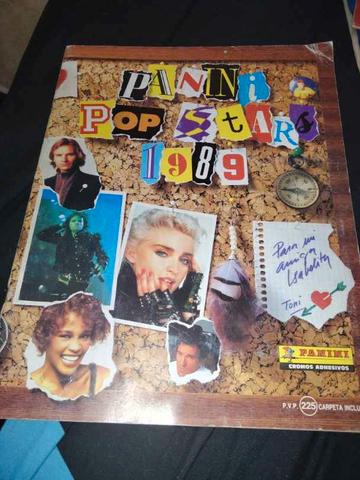 PANiNi
POP StaRS
1989
Para mi
amiga
Isabelita
Toni
PANINI
CROMOS ADHESIVOS
P.V.P. 225 CARPETA INCLU